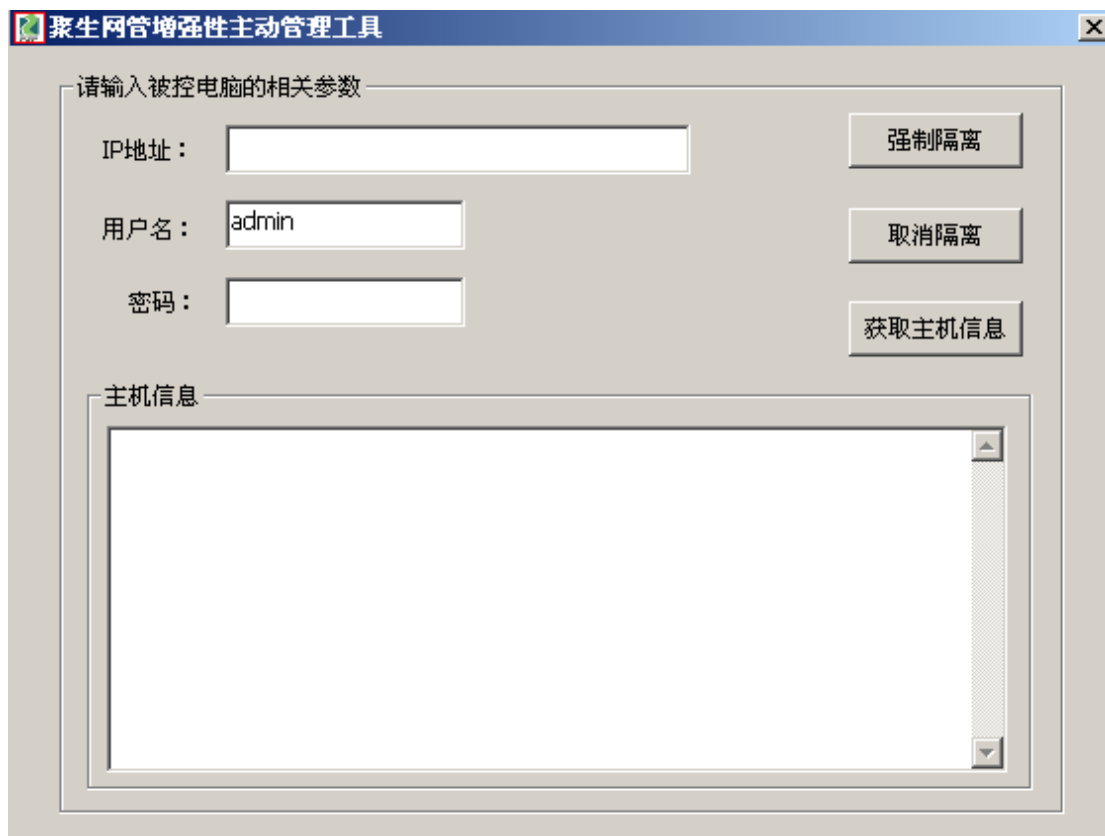 聚生网管增强性主动管理工具
请输入被控电脑的相关参数
IP地址：
强制隔离
用户名：
admin
取消隔离
密码：
获取主机信息
主机信息